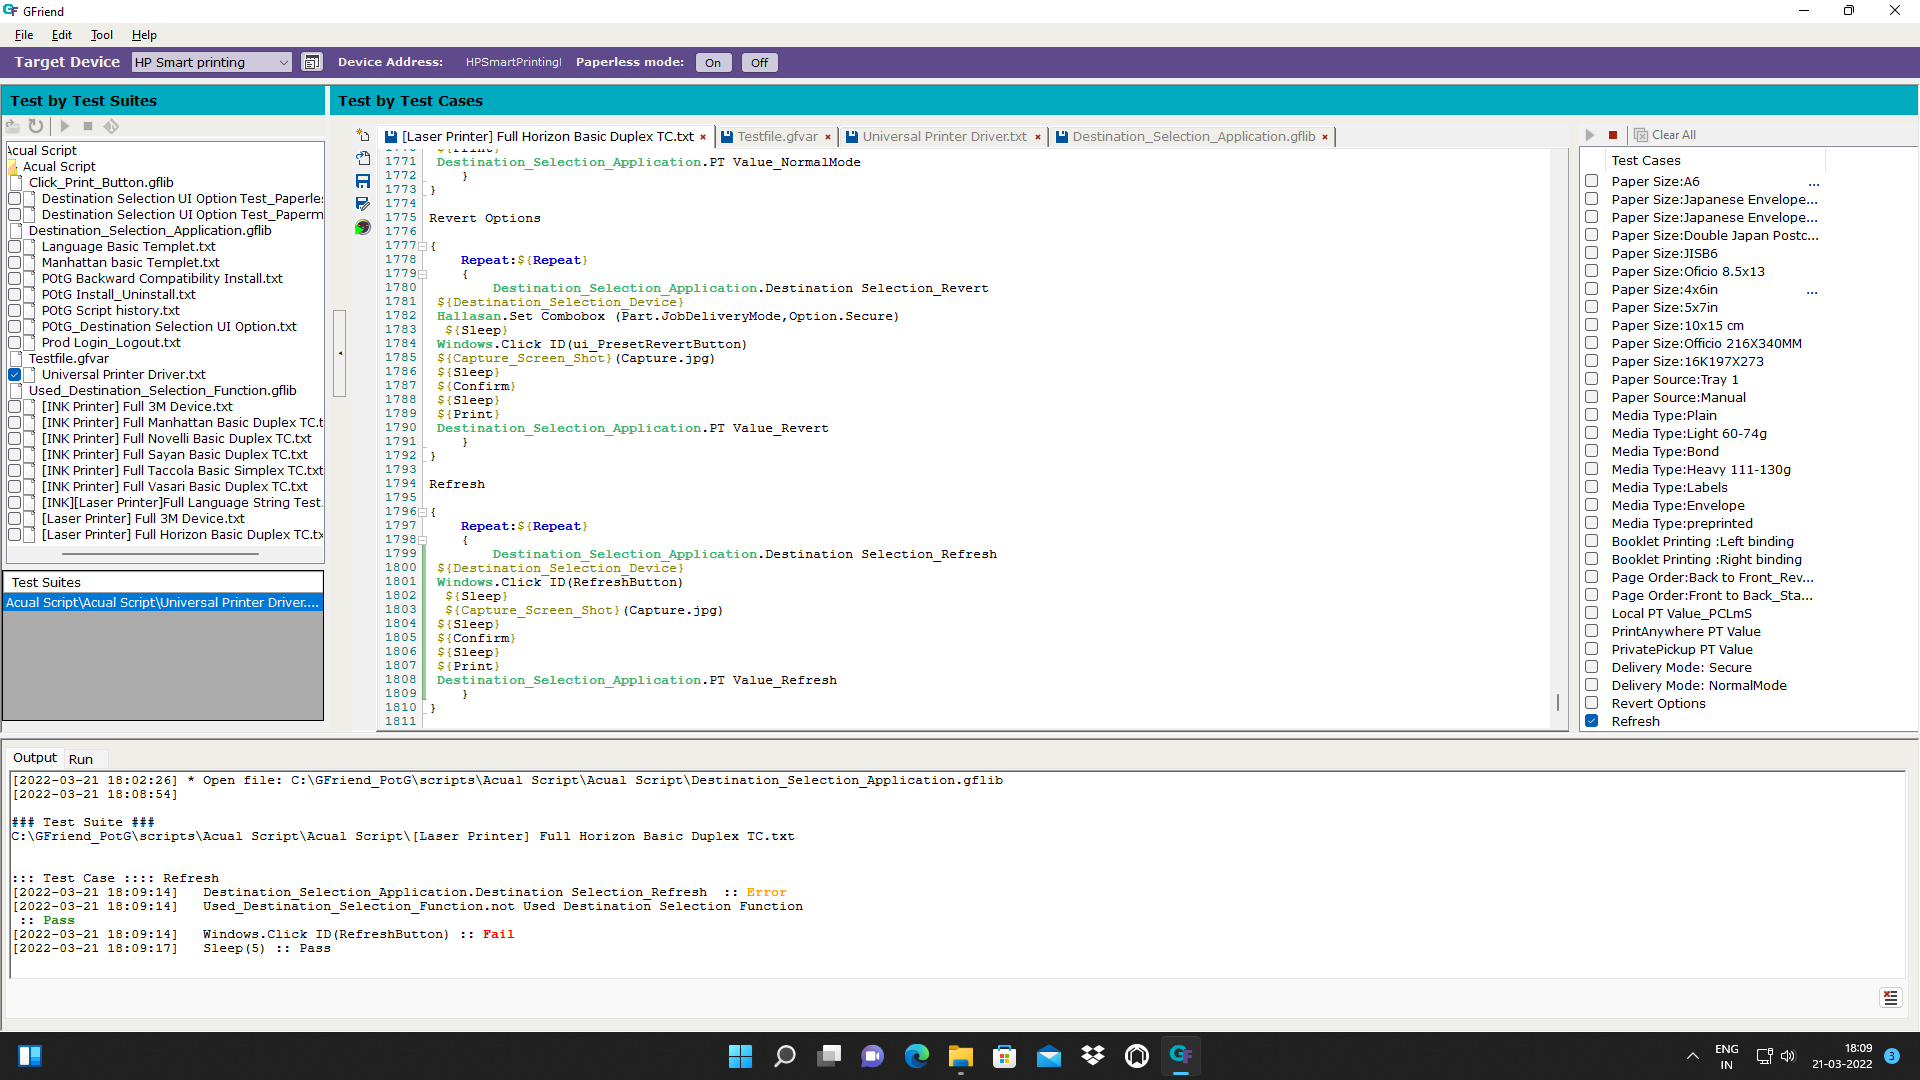 GFriend
File Edit Tool Help
Target Device HP Smart printing Device Address: HPSmartPrintingI Paperless mode: On Off
Test by Test Suites
Acual Script
Acual Script
Click_Print_Button.gflib
Destination Selection UI Option Test_Paperle
Destination Selection UI Option Test_Paperm
Destination_Selection_Application.gflib
Language Basic Templet.txt
Manhattan basic Templet.txt
P0tG Backward Compatibility Install.txt
P0tG Install_Uninstall.txt
P0tG Script history.txt
P0tG_Destination Selection UI Option.txt
Prod Login_Logout.txt
Testfile.gfvar
Universal Printer Driver.txt
Used_Destination_Selection_Function.gflib
[INK Printer] Full 3M Device.txt
[INK Printer] Full Manhattan Basic Duplex TC.t
[INK Printer] Full Novelli Basic Duplex TC.txt
[INK Printer] Full Sayan Basic Duplex TC.txt
[INK Printer] Full Taccola Basic Simplex TC.txt
[INK Printer] Full Vasari Basic Duplex TC.txt
[INK][Laser Printer]Full Language String Test.
[Laser Printer] Full 3M Device.txt
[Laser Printer] Full Horizon Basic Duplex TC.tx
Test Suites
Acual Script\Acual Script\Universal Printer Driver....
Test by Test Cases
[Laser Printer] Full Horizon Basic Duplex TC.txt × Testfile.gfvar × Universal Printer Driver.txt × Destination_Selection_Application.gflib ×
1770 ${Print}
1771 Destination_Selection_Application.PT Value_NormalMode
1772 }
1773 }
1774
1775 Revert Options
1776
1777 {
1778 Repeat:${Repeat}
1779 {
1780 Destination_Selection_Application.Destination Selection_Revert
1781 ${Destination_Selection_Device}
1782 Hallasan.Set Combobox (Part.JobDeliveryMode,Option.Secure)
1783 ${Sleep}
1784 Windows.Click ID(ui_PresetRevertButton)
1785 ${Capture_Screen_Shot}(Capture.jpg)
1786 ${Sleep}
1787 ${Confirm}
1788 ${Sleep}
1789 ${Print}
1790 Destination_Selection_Application.PT Value_Revert
1791 }
1792 }
1793
1794 Refresh
1795
1796 {
1797 Repeat:${Repeat}
1798 {
1799 Destination_Selection_Application.Destination Selection_Refresh
1800 ${Destination_Selection_Device}
1801 Windows.Click ID(RefreshButton)
1802 ${Sleep}
1803 ${Capture_Screen_Shot}(Capture.jpg)
1804 ${Sleep}
1805 ${Confirm}
1806 ${Sleep}
1807 ${Print}
1808 Destination_Selection_Application.PT Value_Refresh
1809 }
1810 }
1811
Clear All
Test Cases
Paper Size:A6 ...
Paper Size:Japanese Envelope...
Paper Size:Japanese Envelope...
Paper Size:Double Japan Postc...
Paper Size:JISB6
Paper Size:Oficio 8.5x13
Paper Size:4x6in ...
Paper Size:5x7in
Paper Size:10x15 cm
Paper Size:Officio 216X340MM
Paper Size:16K197X273
Paper Source:Tray 1
Paper Source:Manual
Media Type:Plain
Media Type:Light 60-74g
Media Type:Bond
Media Type:Heavy 111-130g
Media Type:Labels
Media Type:Envelope
Media Type:preprinted
Booklet Printing :Left binding
Booklet Printing :Right binding
Page Order:Back to Front_Rev...
Page Order:Front to Back_Sta...
Local PT Value_PCLmS
PrintAnywhere PT Value
PrivatePickup PT Value
Delivery Mode: Secure
Delivery Mode: NormalMode
Revert Options
Refresh
Output Run
[2022-03-21 18:02:26] * Open file: C:\GFriend_PotG\scripts\Acual Script\Acual Script\Destination_Selection_Application.gflib
[2022-03-21 18:08:54]
### Test Suite ###
C:\GFriend_PotG\scripts\Acual Script\Acual Script\[Laser Printer] Full Horizon Basic Duplex TC.txt
::: Test Case :::: Refresh
[2022-03-21 18:09:14] Destination_Selection_Application.Destination Selection_Refresh :: Error
[2022-03-21 18:09:14] Used_Destination_Selection_Function.not Used Destination Selection Function
:: Pass
[2022-03-21 18:09:14] Windows.Click ID(RefreshButton) :: Fail
[2022-03-21 18:09:17] Sleep(5) :: Pass
GF
ENG
IN
18:09
21-03-2022
3